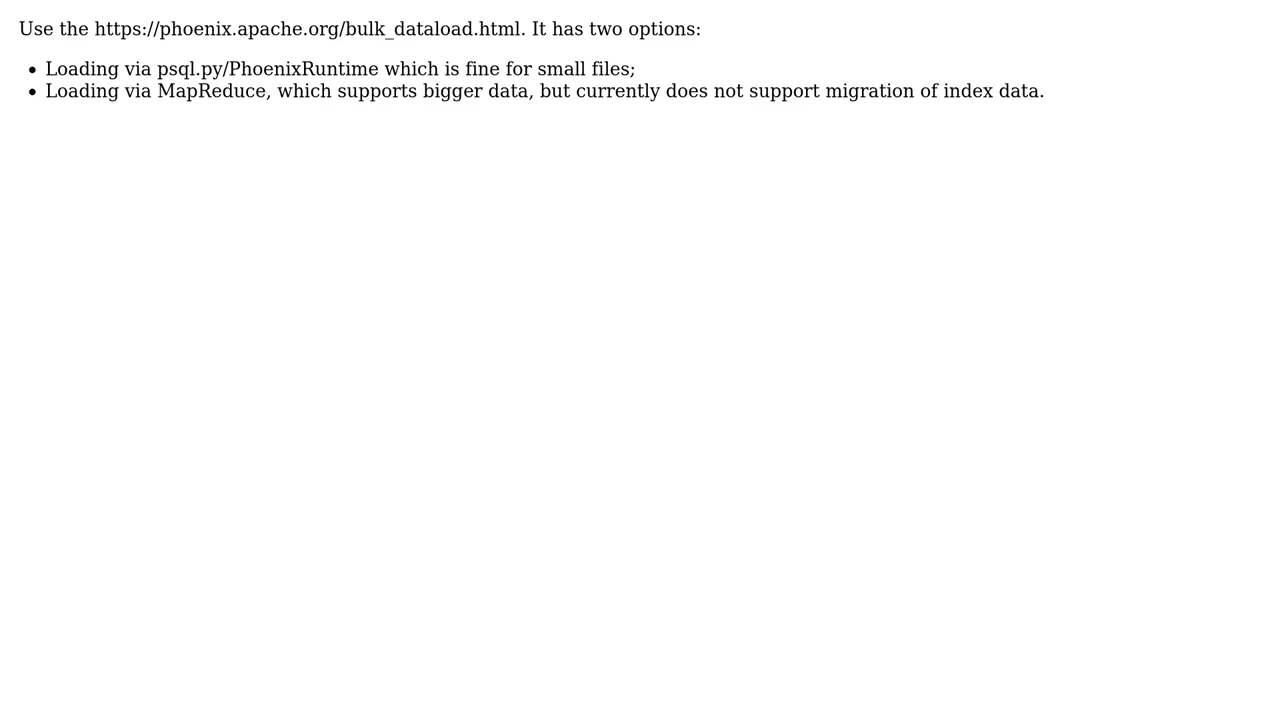 Use the https://phoenix.apache.org/bulk_dataload.html. It has two options:
• Loading via psql.py/PhoenixRuntime which is fine for small files;
• Loading via MapReduce, which supports bigger data, but currently does not support migration of index data.